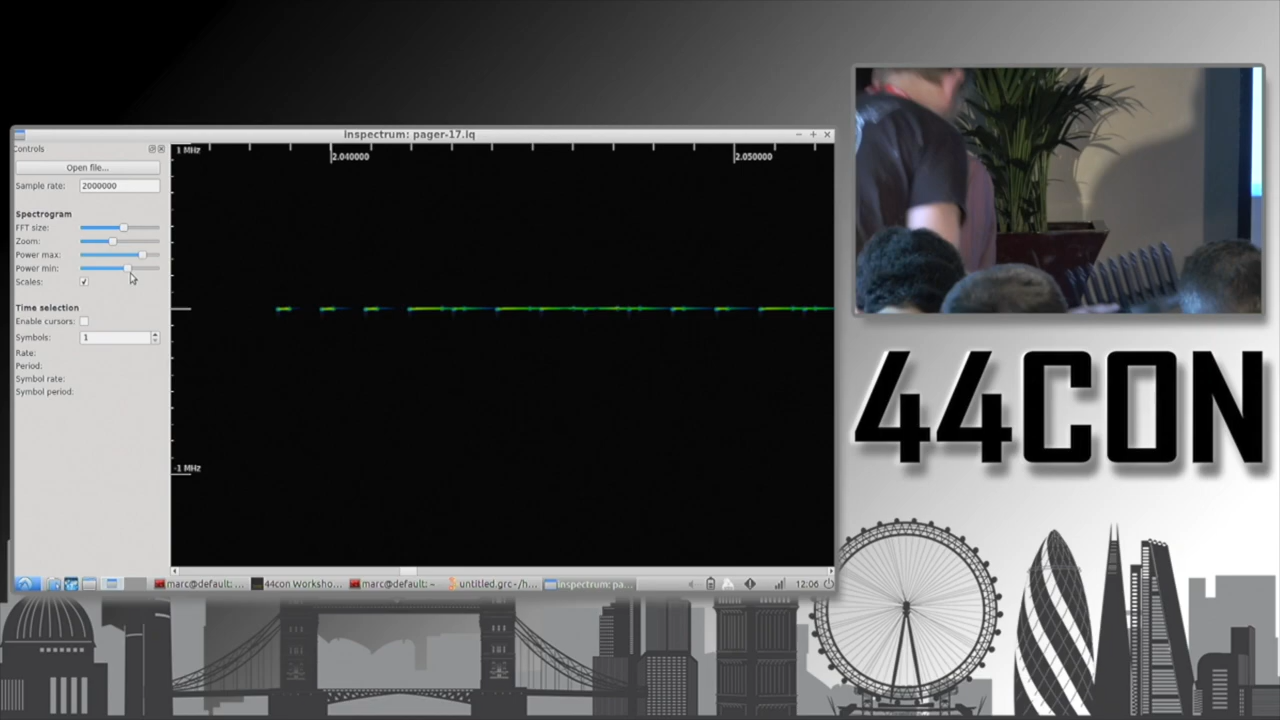 inspectrum: pager-17.iq
Controls
Open file...
Sample rate: 2000000
Spectrogram
FFT size:
Zoom:
Power max:
Power min:
Scales:
Time selection
Enable cursors:
Symbols: 1
Rate:
Period:
Symbol rate:
Symbol period:
1 MHz
2.040000
2.050000
-1 MHz
marc@default: ...
44con Worksho...
marc@default: ~
untitled.grc - /h...
inspectrum: pa...
12:06
44CON